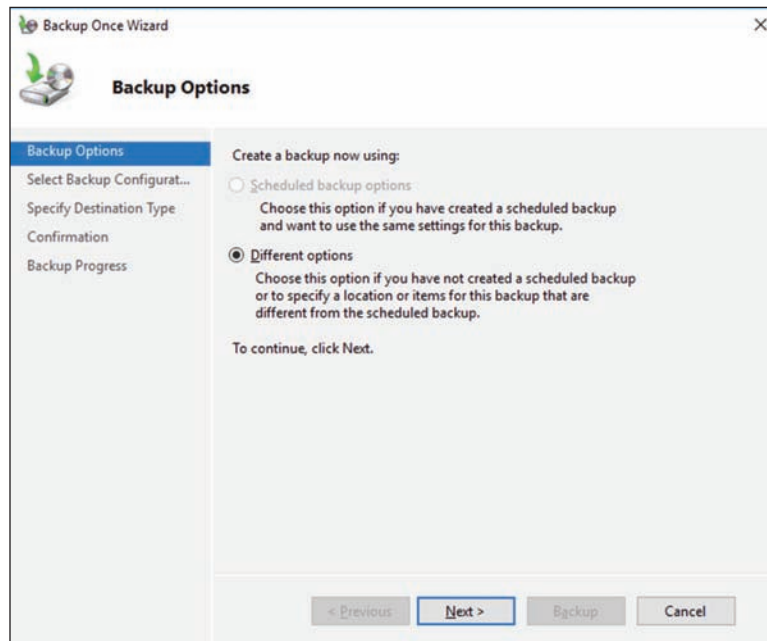 Backup Once Wizard
Backup Options
Backup Options
Select Backup Configurat...
Specify Destination Type
Confirmation
Backup Progress
Create a backup now using:
Scheduled backup options
Choose this option if you have created a scheduled backup
and want to use the same settings for this backup.
Different options
Choose this option if you have not created a scheduled backup
or to specify a location or items for this backup that are
different from the scheduled backup.
To continue, click Next.
< Previous
Next >
Backup
Cancel